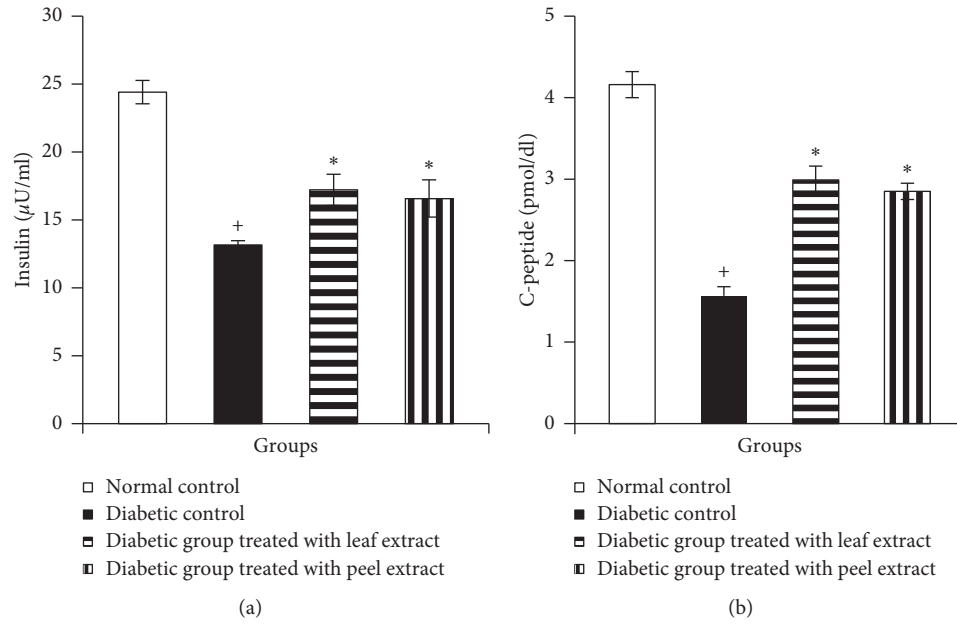 30
25
20
15
10
5
0
Insulin (µU/ml)
+
*
*
Groups
Normal control
Diabetic control
Diabetic group treated with leaf extract
Diabetic group treated with peel extract
(a)
5
4
3
2
1
0
C-peptide (pmol/dl)
+
*
*
Groups
Normal control
Diabetic control
Diabetic group treated with leaf extract
Diabetic group treated with peel extract
(b)